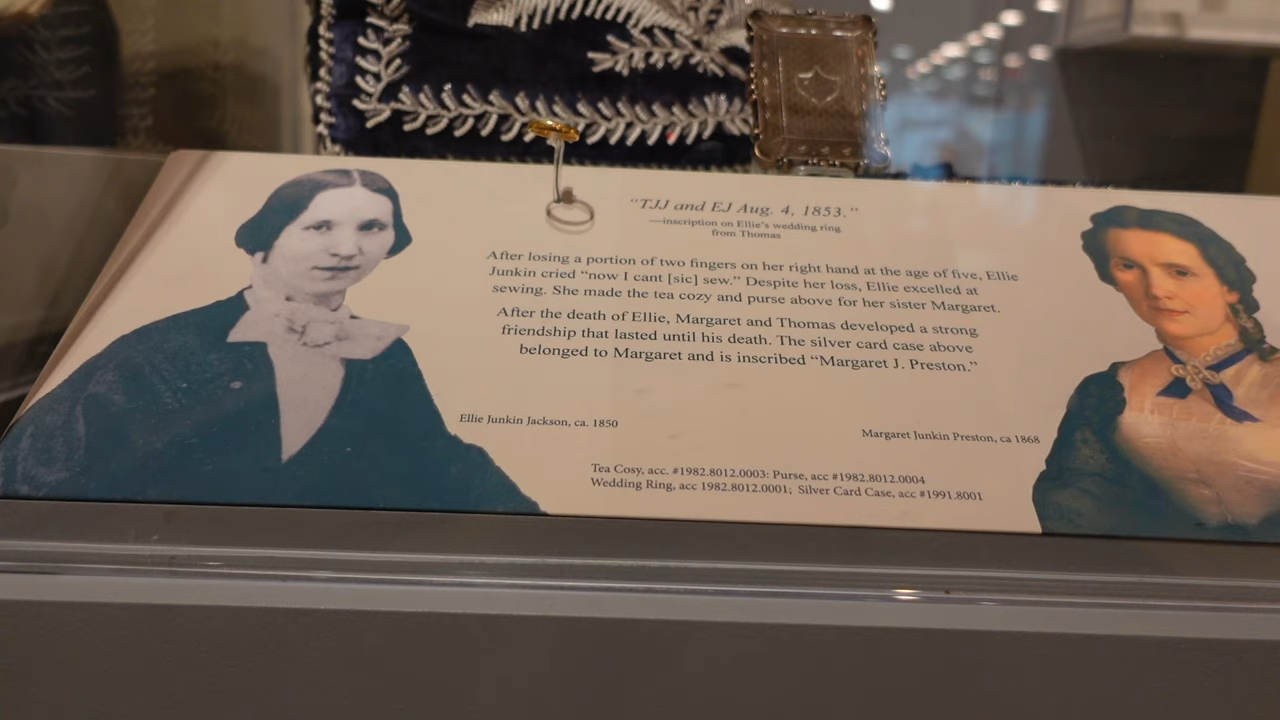 "TJJ and EJ Aug. 4, 1853."
—inscription on Ellie's wedding ring
from Thomas
After losing a portion of two fingers on her right hand at the age of five, Ellie
Junkin cried "now I cant [sic] sew." Despite her loss, Ellie excelled at
sewing. She made the tea cozy and purse above for her sister Margaret.
After the death of Ellie, Margaret and Thomas developed a strong
friendship that lasted until his death. The silver card case above
belonged to Margaret and is inscribed "Margaret J. Preston."
Ellie Junkin Jackson, ca. 1850
Margaret Junkin Preston, ca 1868
Tea Cosy, acc. #1982.8012.0003: Purse, acc #1982.8012.0004
Wedding Ring, acc 1982.8012.0001; Silver Card Case, acc #1991.8001